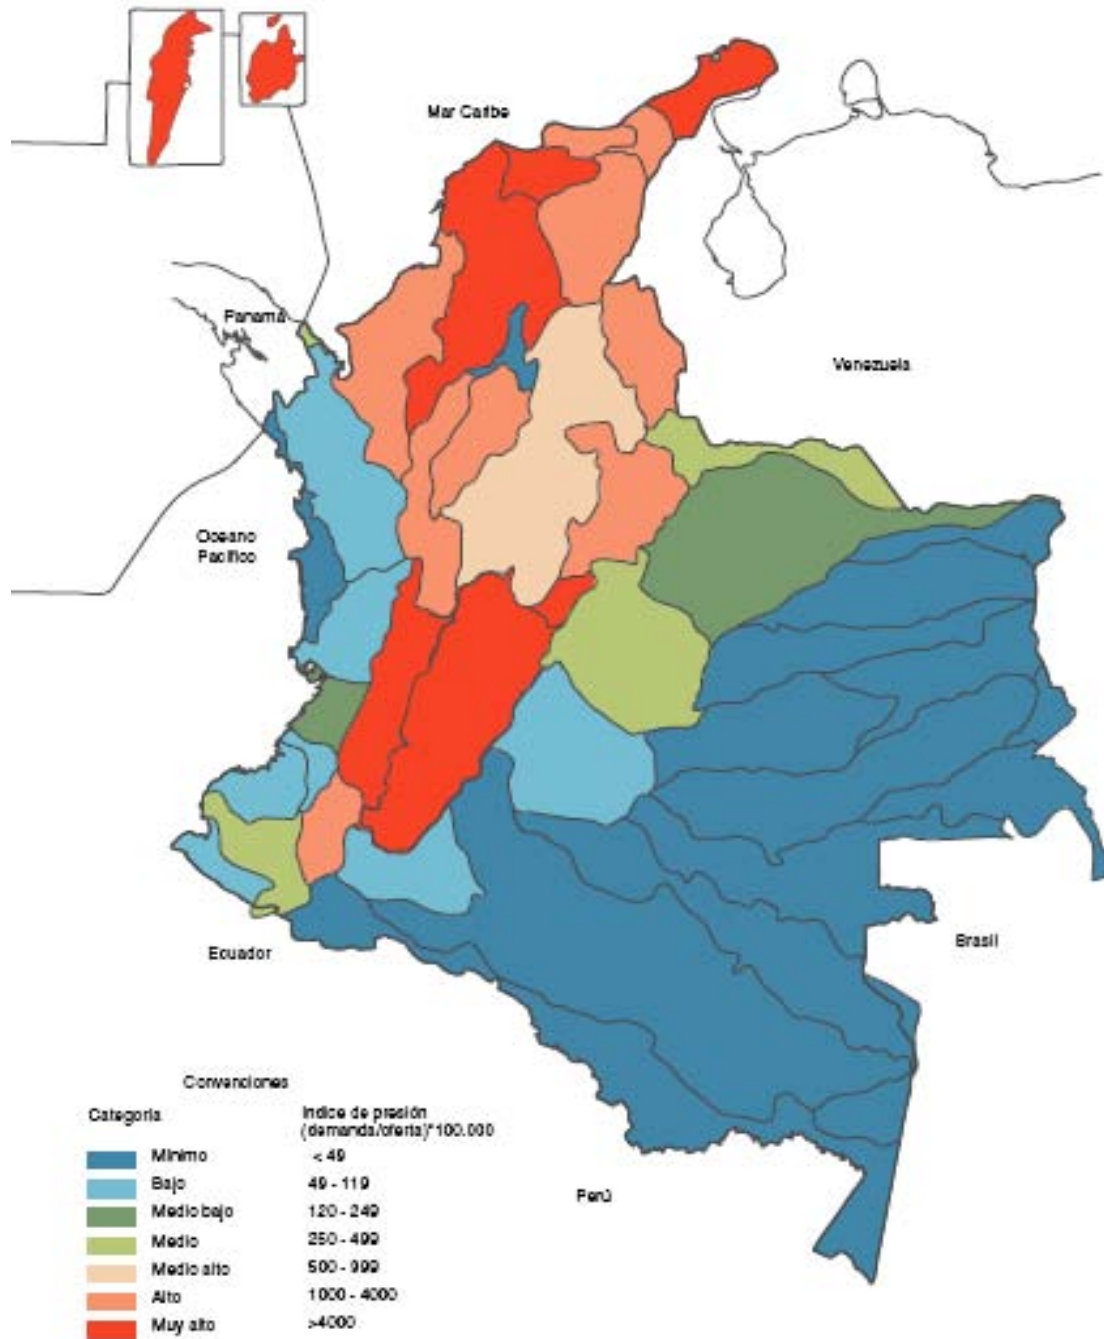 Mar Caribe
Panamá
Venezuela
Oceano
Pacífico
Ecuador
Brasil
Perú
Convenciones
Categoría Indice de presión
(demanda/oferta)*100.000
Mínimo < 49
Bajo 49 - 119
Medio bajo 120 - 249
Medio 250 - 499
Medio alto 500 - 999
Alto 1000 - 4000
Muy alto >4000